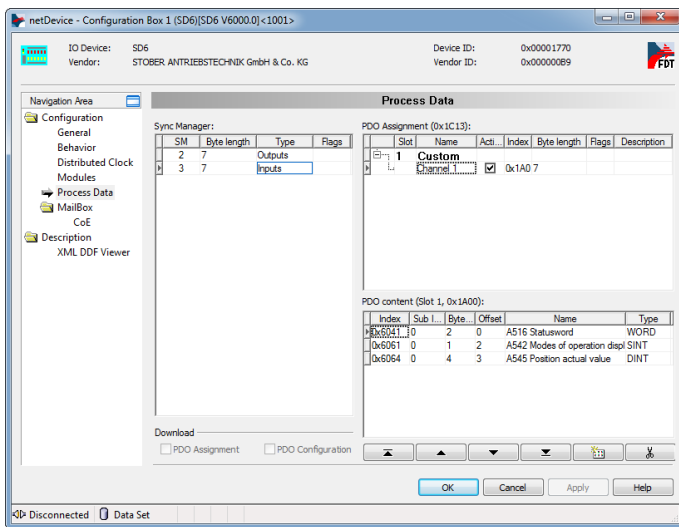 netDevice - Configuration Box 1 (SD6)[SD6 V6000.0]<1001>
IO Device: SD6 Device ID: 0x00001770
Vendor: STOBER ANTRIEBSTECHNIK GmbH & Co. KG Vendor ID: 0x000000B9
FDT
Navigation Area
Configuration
General
Behavior
Distributed Clock
Modules
Process Data
MailBox
CoE
Description
XML DDF Viewer
Process Data
Sync Manager:
SM Byte length Type Flags
2 7 Outputs
3 7 Inputs
Download
PDO Assignment PDO Configuration
PDO Assignment (0x1C13):
Slot Name Acti... Index Byte length Flags Description
1 Custom
Channel 1 0x1A0 7
PDO content (Slot 1, 0x1A00):
Index Sub I... Byte... Offset Name Type
0x6041 0 2 0 A516 Statusword WORD
0x6061 0 1 2 A542 Modes of operation displ SINT
0x6064 0 4 3 A545 Position actual value DINT
OK Cancel Apply Help
Disconnected Data Set